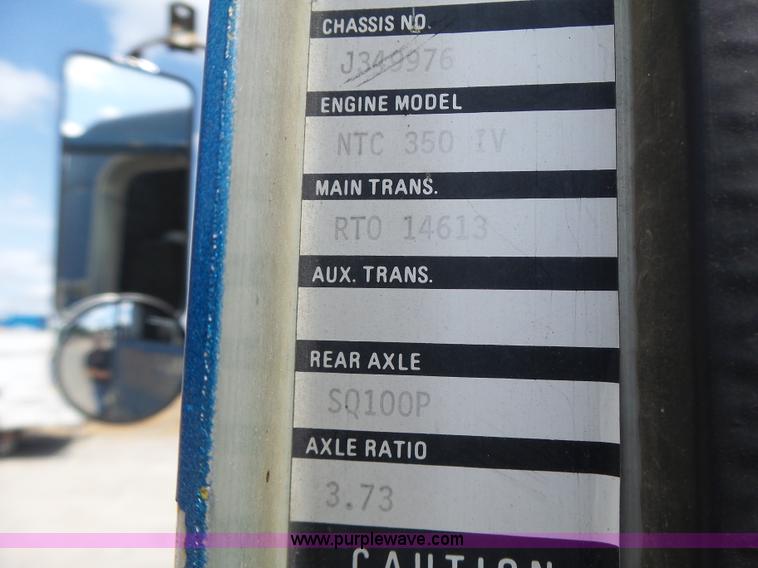 CHASSIS NO.
J349976
ENGINE MODEL
NTC 350 IV
MAIN TRANS.
RTO 14613
AUX. TRANS.
REAR AXLE
SQ100P
AXLE RATIO
3.73
www.purplewave.com
CAUTION